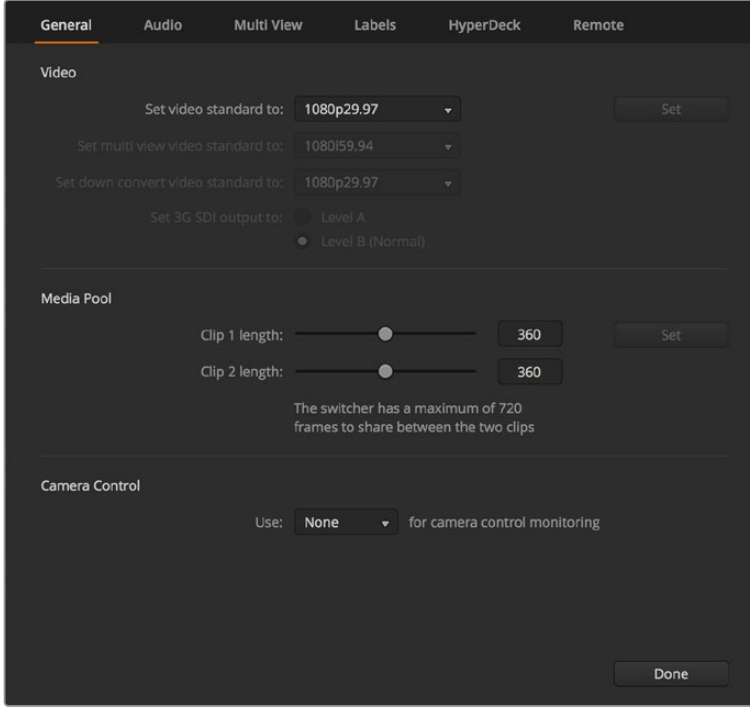 General Audio Multi View Labels HyperDeck Remote
Video
Set video standard to: 1080p29.97 Set
Set multi view video standard to: 1080i59.94
Set down convert video standard to: 1080p29.97
Set 3G SDI output to: Level A
Level B (Normal)
Media Pool
Clip 1 length: 360 Set
Clip 2 length: 360
The switcher has a maximum of 720
frames to share between the two clips
Camera Control
Use: None for camera control monitoring
Done